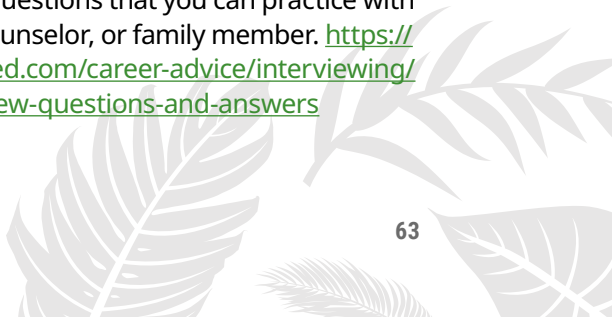 uestions that you can practice with
unselor, or family member. https://
ed.com/career-advice/interviewing/
ew-questions-and-answers
63